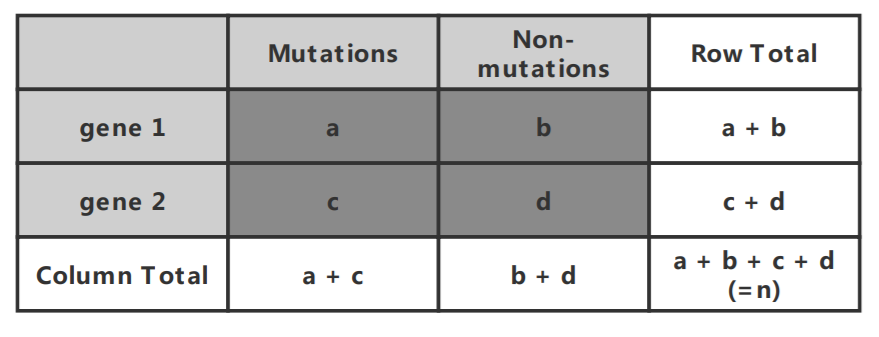 Mutations
Non-
mutations
Row Total
gene 1
a
b
a + b
gene 2
c
d
c + d
Column Total
a + c
b + d
a + b + c + d
(=n)